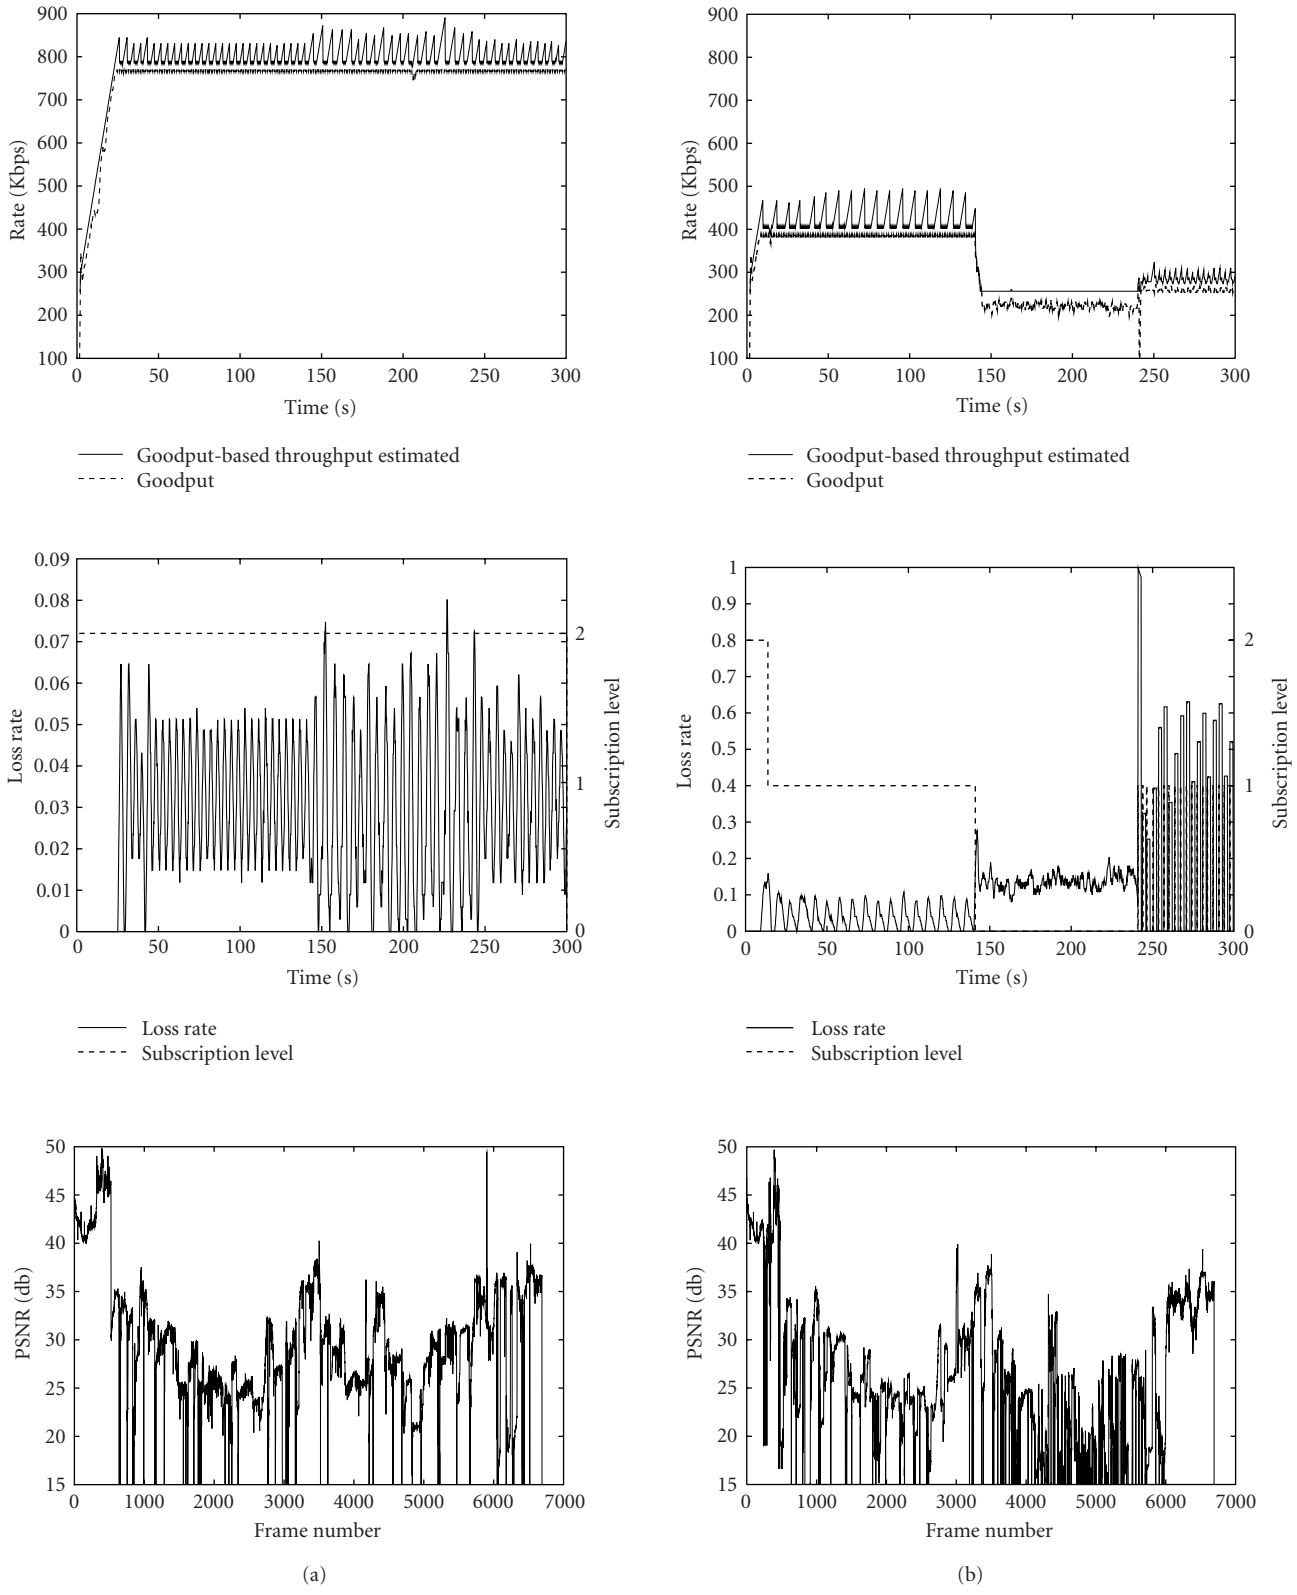 900
800
700
600
500
400
300
200
100
Rate (Kbps)
0 50 100 150 200 250 300
Time (s)
Goodput-based throughput estimated
Goodput
900
800
700
600
500
400
300
200
100
Rate (Kbps)
0 50 100 150 200 250 300
Time (s)
Goodput-based throughput estimated
Goodput
0.09
0.08
0.07
0.06
0.05
0.04
0.03
0.02
0.01
0
Loss rate
2
1
0
Subscription level
0 50 100 150 200 250 300
Time (s)
Loss rate
Subscription level
1
0.9
0.8
0.7
0.6
0.5
0.4
0.3
0.2
0.1
0
Loss rate
2
1
0
Subscription level
0 50 100 150 200 250 300
Time (s)
Loss rate
Subscription level
50
45
40
35
30
25
20
15
PSNR (db)
0 1000 2000 3000 4000 5000 6000 7000
Frame number
(a)
50
45
40
35
30
25
20
15
PSNR (db)
0 1000 2000 3000 4000 5000 6000 7000
Frame number
(b)